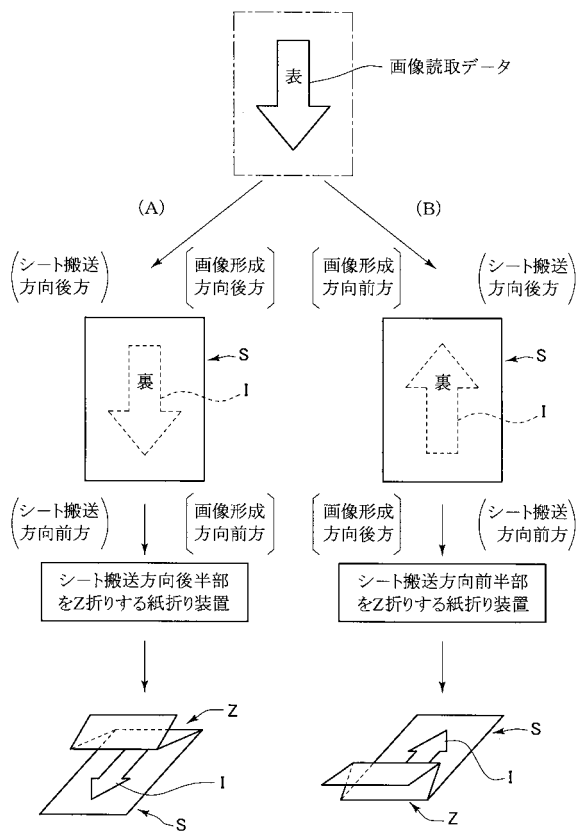 表
画像読取データ
(A)
(B)
シート搬送
方向後方
画像形成
方向後方
画像形成
方向前方
シート搬送
方向後方
裏
S
I
裏
S
I
シート搬送
方向前方
画像形成
方向前方
画像形成
方向後方
シート搬送
方向前方
シート搬送方向後半部
をZ折りする紙折り装置
シート搬送方向前半部
をZ折りする紙折り装置
Z
I
S
S
I
Z